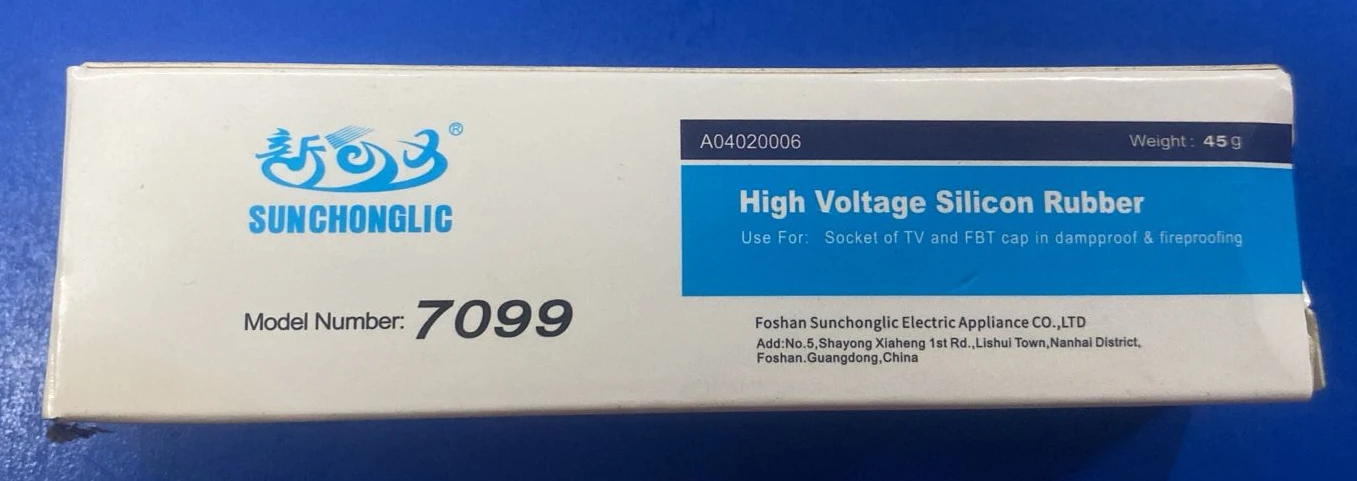 ®
SUNCHONGLIC
Model Number: 7099
A04020006 Weight: 45g
High Voltage Silicon Rubber
Use For: Socket of TV and FBT cap in dampproof & fireproofing
Foshan Sunchonglic Electric Appliance CO.,LTD
Add:No.5,Shayong Xiaheng 1st Rd.,Lishui Town,Nanhai District,
Foshan.Guangdong,China